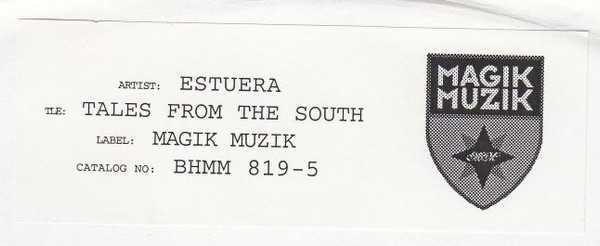 ARTIST: ESTUERA
TLE: TALES FROM THE SOUTH
LABEL: MAGIK MUZIK
CATALOG NO: BHMM 819-5
MAGIK
MUZIK